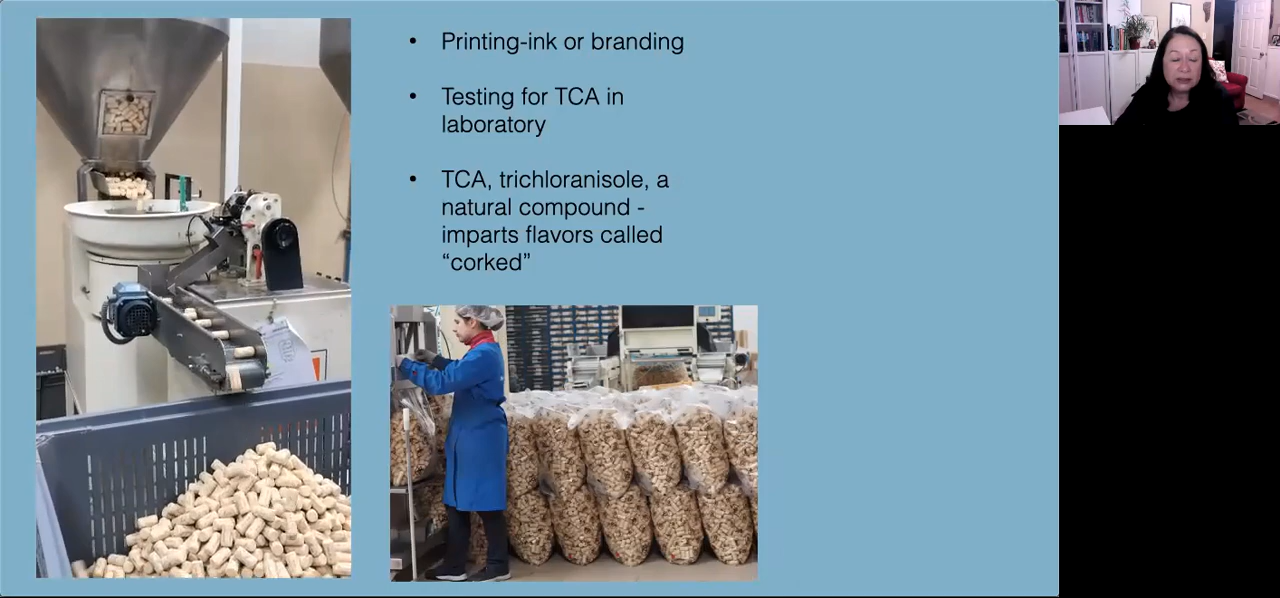 • Printing-ink or branding
• Testing for TCA in
laboratory
• TCA, trichloranisole, a
natural compound -
imparts flavors called
“corked”